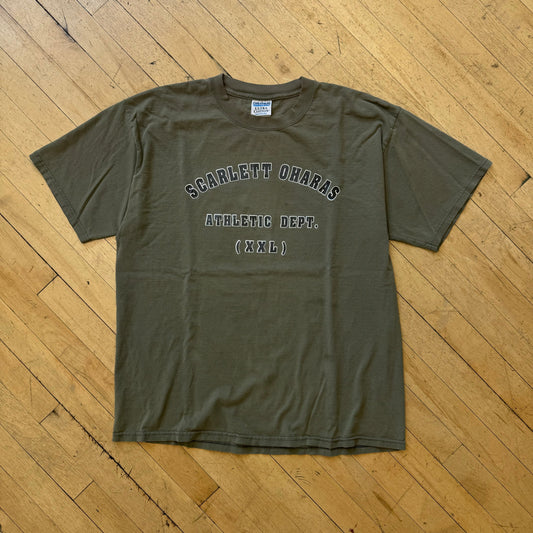 SCARLETT OHARAS
ATHLETIC DEPT.
(XXL)